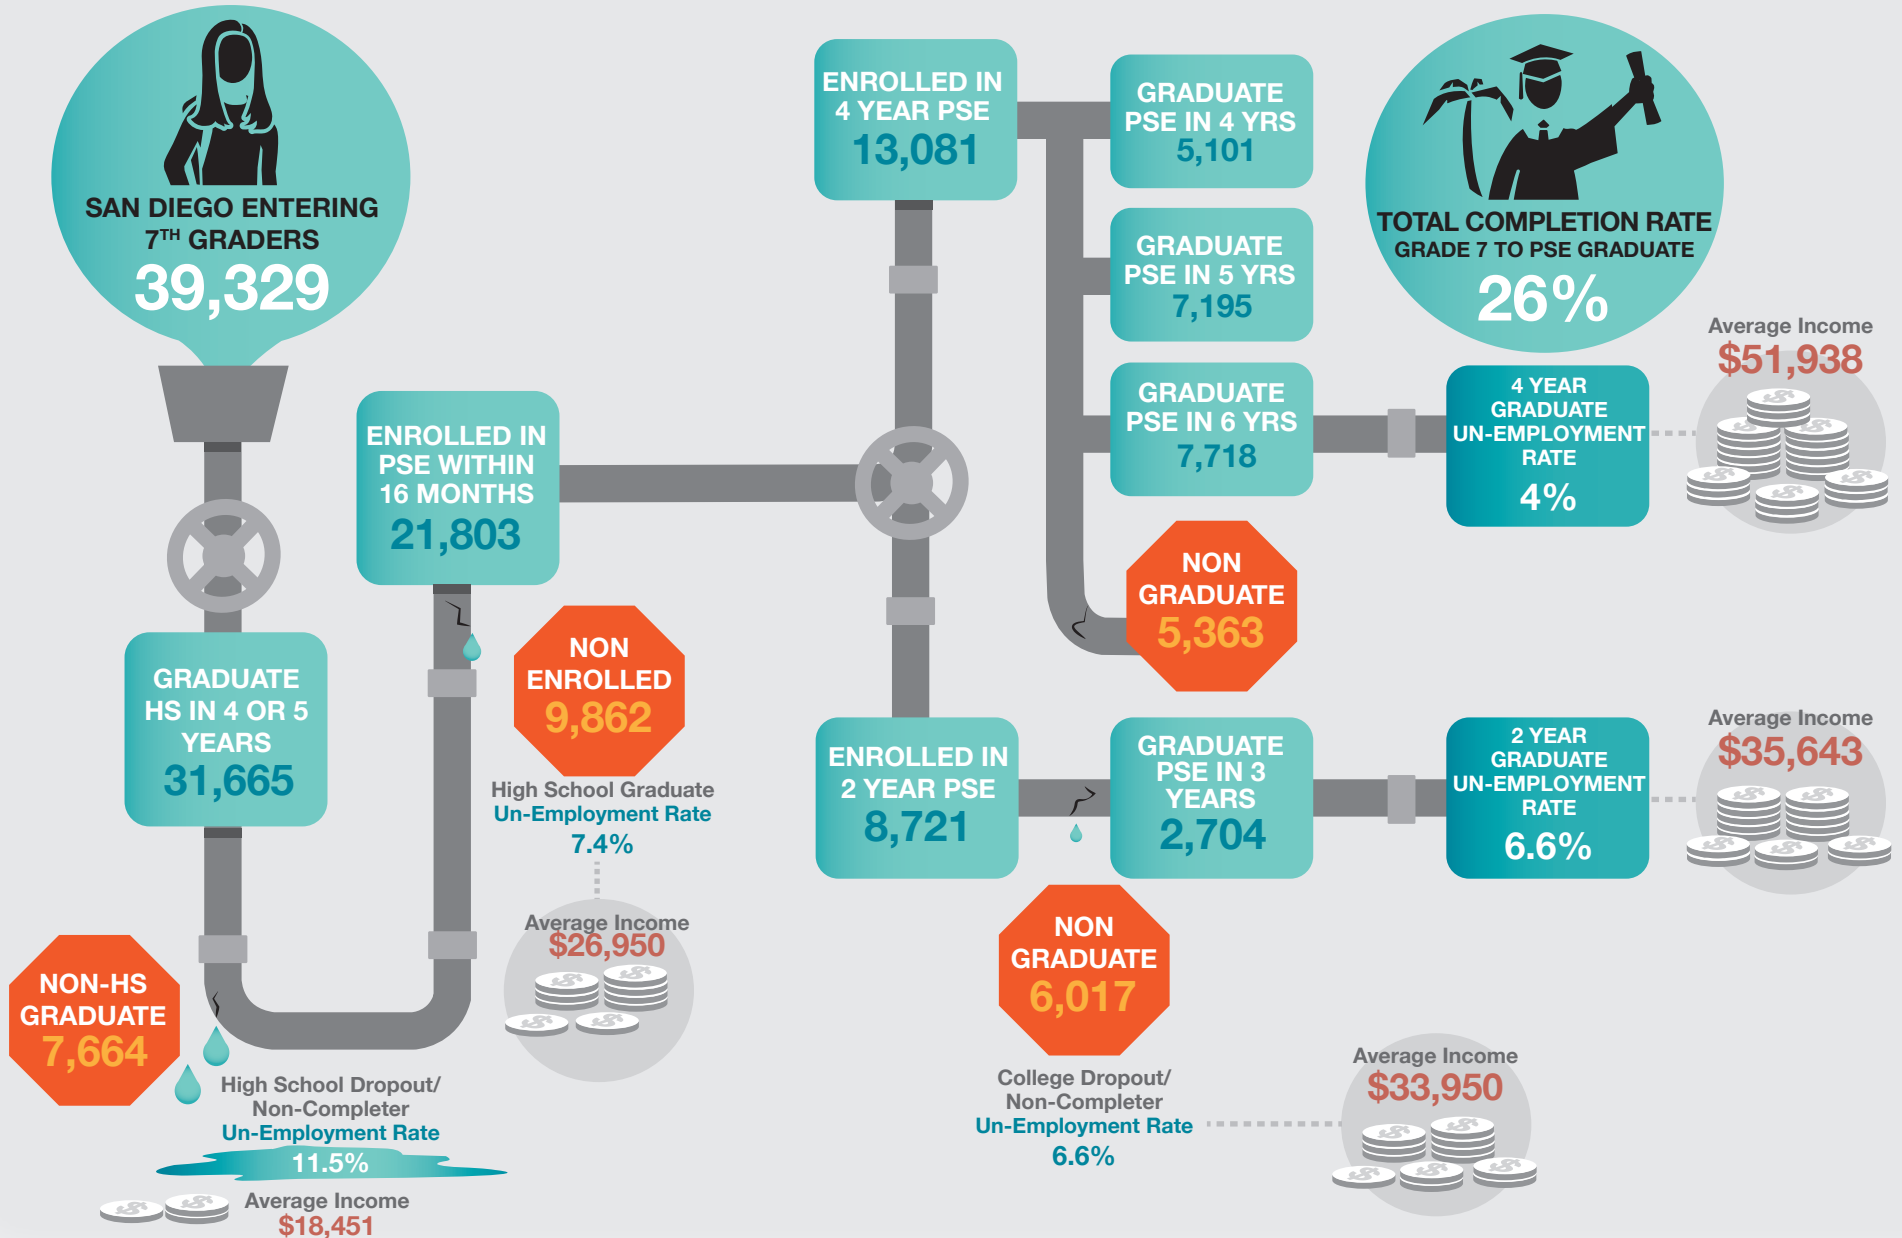 SAN DIEGO ENTERING
7TH GRADERS
39,329
GRADUATE
HS IN 4 OR 5
YEARS
31,665
NON-HS
GRADUATE
7,664
High School Dropout/
Non-Completer
Un-Employment Rate
11.5%
Average Income
$18,451
ENROLLED IN
PSE WITHIN
16 MONTHS
21,803
NON
ENROLLED
9,862
High School Graduate
Un-Employment Rate
7.4%
Average Income
$26,950
ENROLLED IN
4 YEAR PSE
13,081
GRADUATE
PSE IN 4 YRS
5,101
GRADUATE
PSE IN 5 YRS
7,195
GRADUATE
PSE IN 6 YRS
7,718
NON
GRADUATE
5,363
TOTAL COMPLETION RATE
GRADE 7 TO PSE GRADUATE
26%
4 YEAR
GRADUATE
UN-EMPLOYMENT
RATE
4%
Average Income
$51,938
ENROLLED IN
2 YEAR PSE
8,721
GRADUATE
PSE IN 3
YEARS
2,704
2 YEAR
GRADUATE
UN-EMPLOYMENT
RATE
6.6%
Average Income
$35,643
NON
GRADUATE
6,017
College Dropout/
Non-Completer
Un-Employment Rate
6.6%
Average Income
$33,950